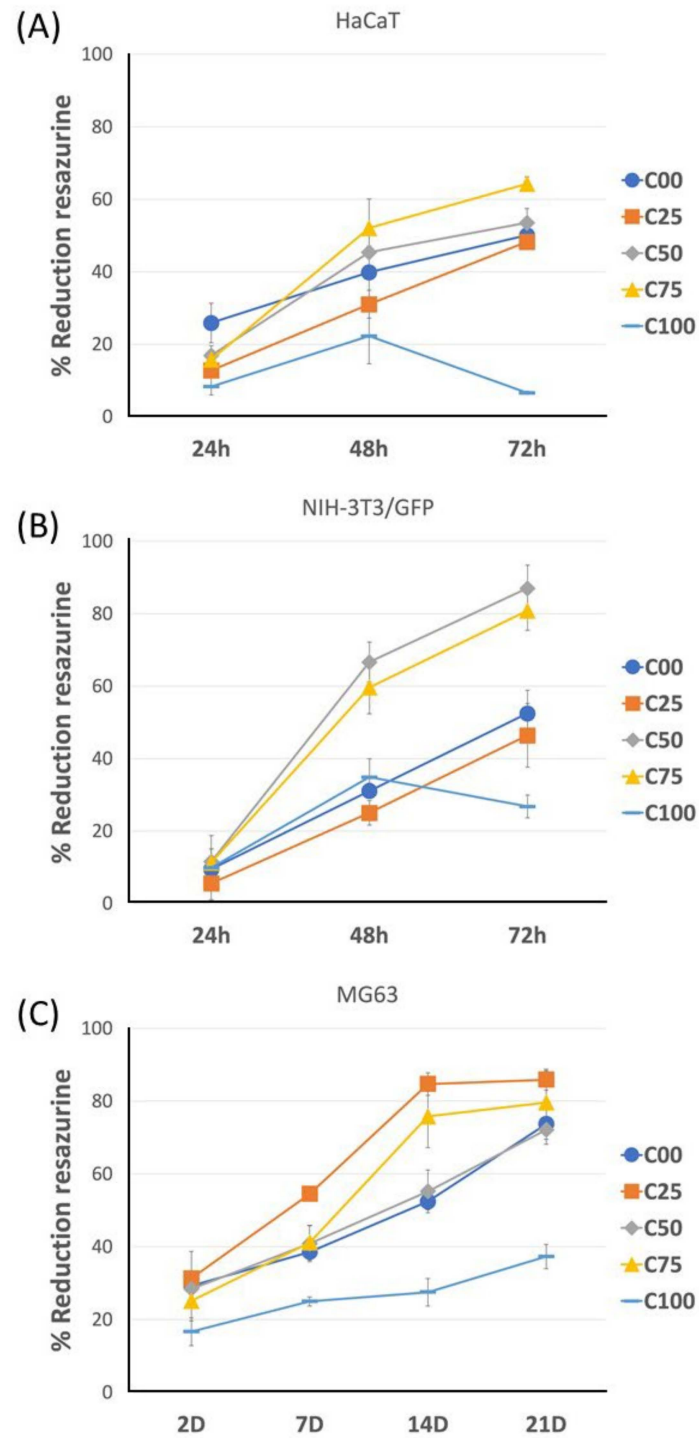 (A)
HaCaT
% Reduction resazurine
100
80
60
40
20
0
24h 48h 72h
C00
C25
C50
C75
C100
(B)
NIH-3T3/GFP
% Reduction resazurine
100
80
60
40
20
0
24h 48h 72h
C00
C25
C50
C75
C100
(C)
MG63
% Reduction resazurine
100
80
60
40
20
0
2D 7D 14D 21D
C00
C25
C50
C75
C100